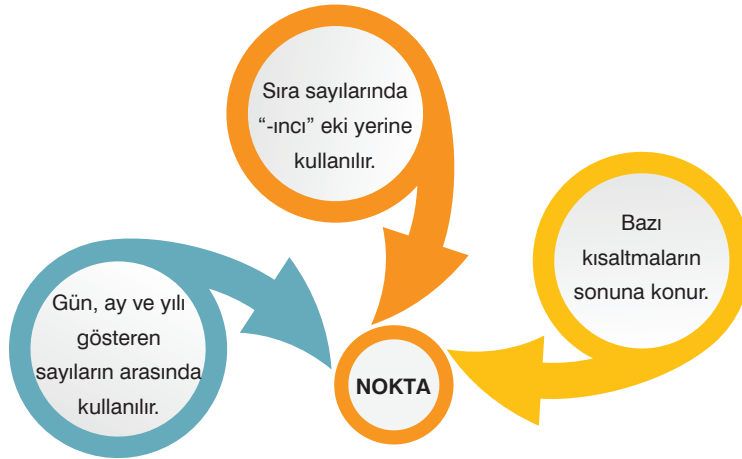 Sıra sayılarında
“-ıncı” eki yerine
kullanılır.
Bazı
kısaltmaların
sonuna konur.
Gün, ay ve yılı
gösteren
sayıların arasında
kullanılır.
NOKTA